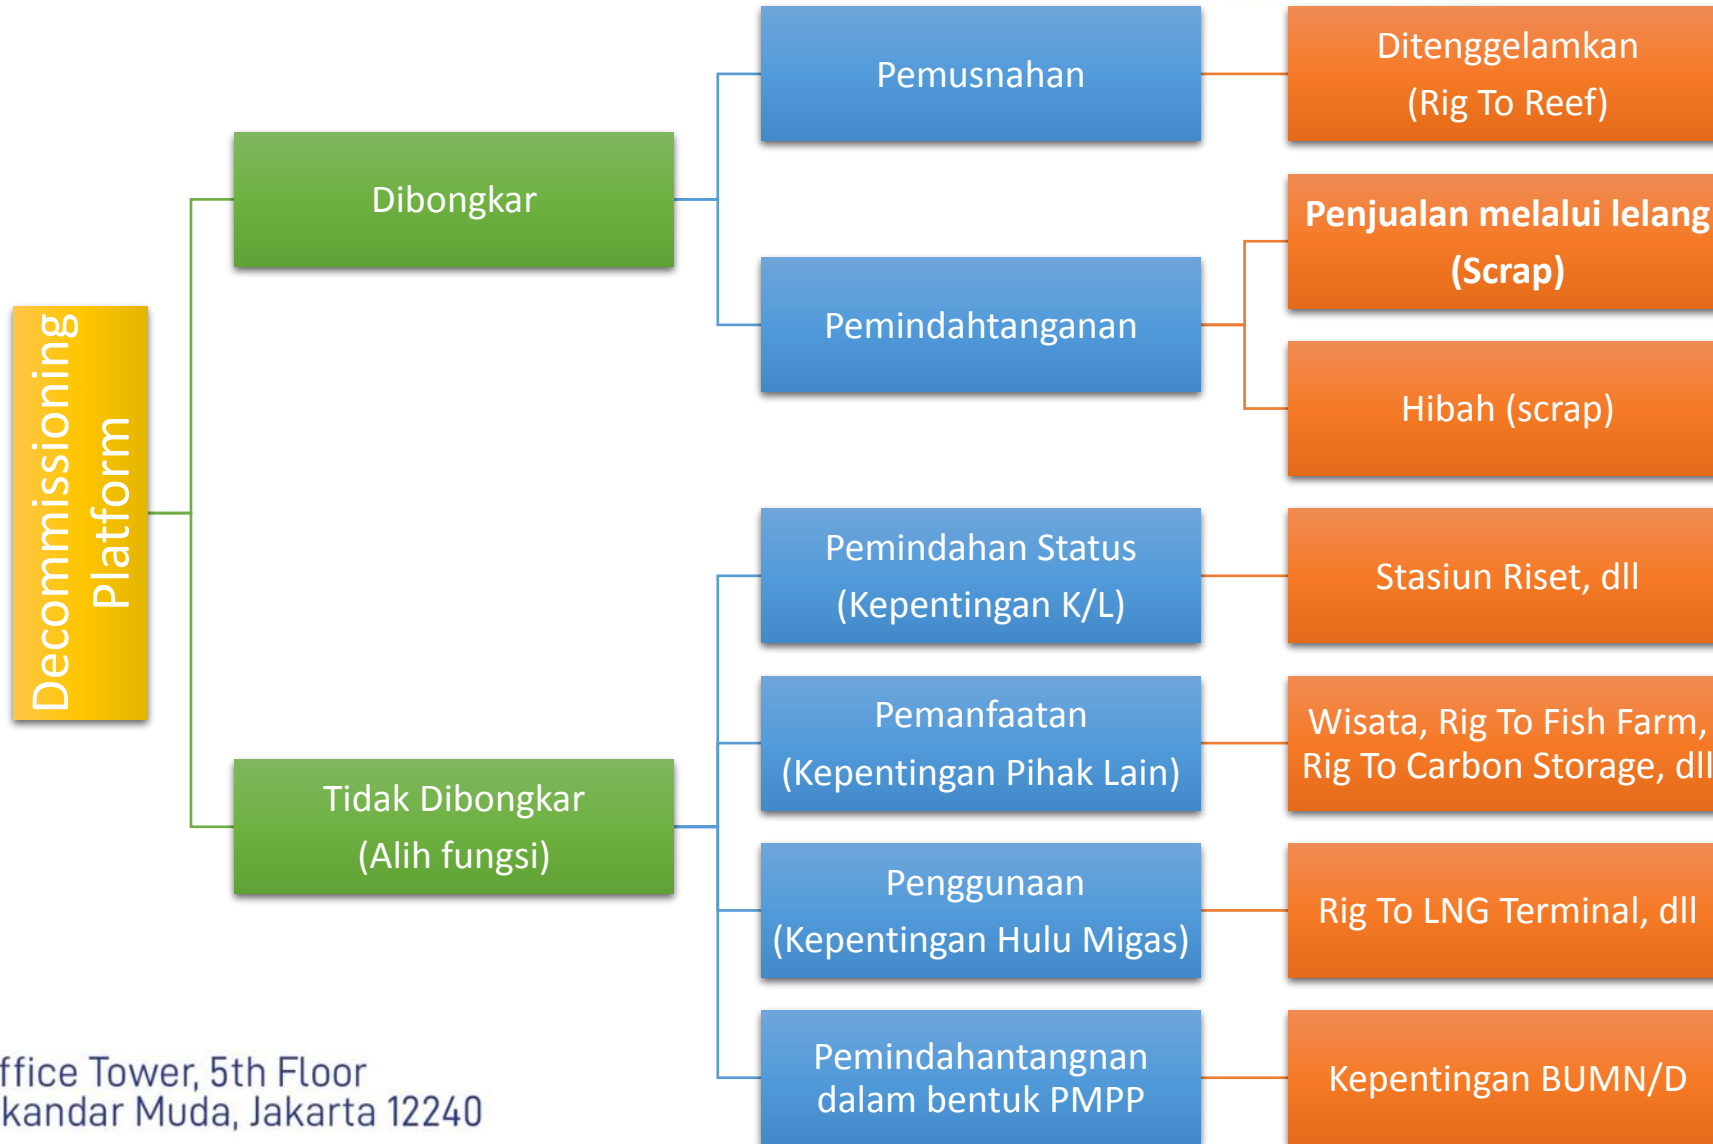 Decommissioning
Platform
Dibongkar
Pemusnahan
Ditenggelamkan
(Rig To Reef)
Pemindahtanganan
Penjualan melalui lelang
(Scrap)
Hibah (scrap)
Tidak Dibongkar
(Alih fungsi)
Pemindahan Status
(Kepentingan K/L)
Stasiun Riset, dll
Pemanfaatan
(Kepentingan Pihak Lain)
Wisata, Rig To Fish Farm,
Rig To Carbon Storage, dll
Penggunaan
(Kepentingan Hulu Migas)
Rig To LNG Terminal, dll
Pemindahantangnan
dalam bentuk PMPP
Kepentingan BUMN/D
ffice Tower, 5th Floor
kandar Muda, Jakarta 12240